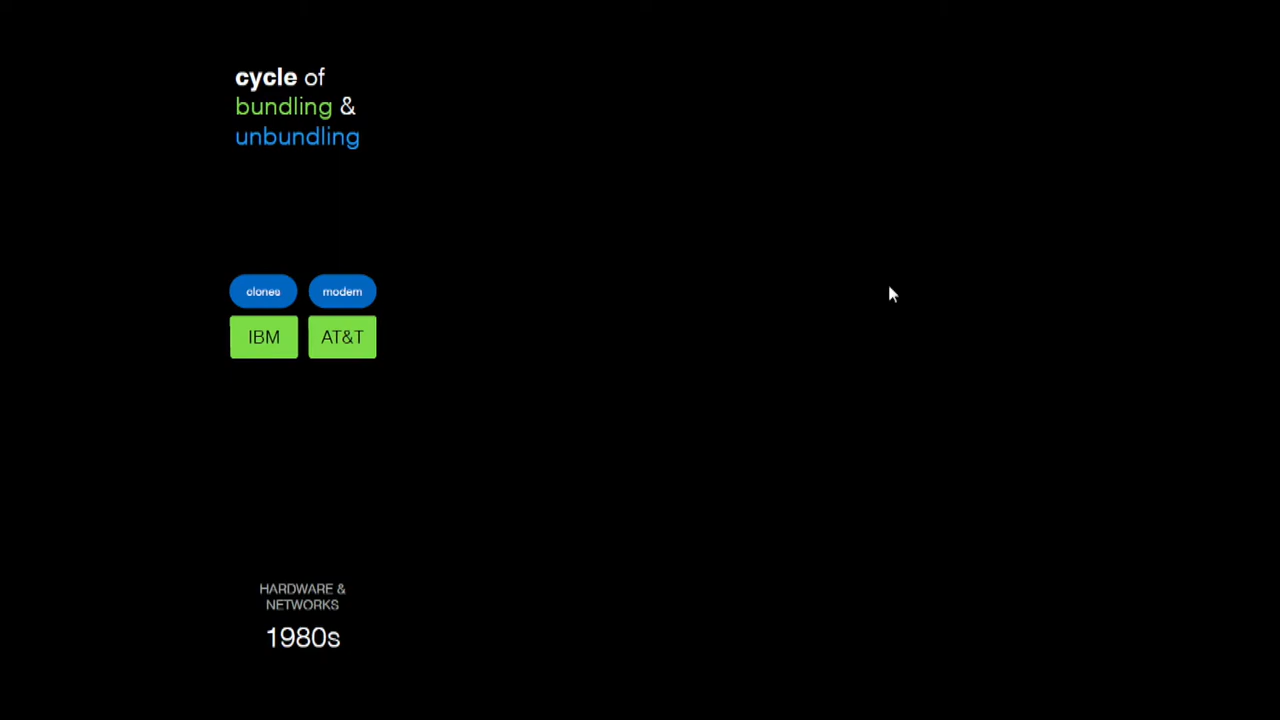 cycle of
bundling &
unbundling
clones modem
IBM AT&T
HARDWARE &
NETWORKS
1980s